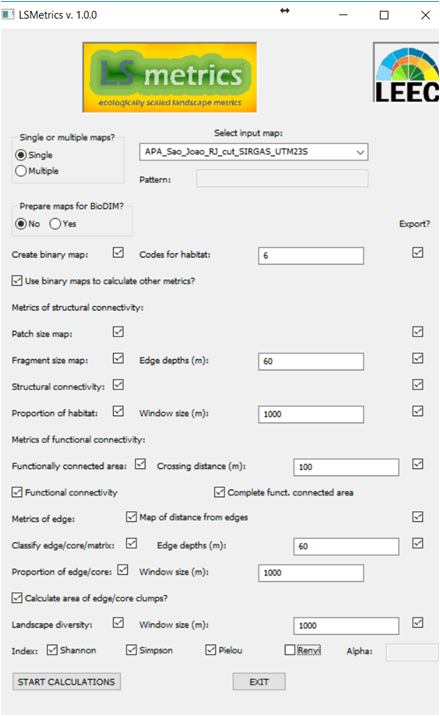 LSMetrics v. 1.0.0
LS metrics
ecologically scaled landscape metrics
LEEC
Single or multiple maps?
Single
Multiple
Select input map:
APA_Sao_Joao_RJ_cut_SIRGAS_UTM23S
Pattern:
Prepare maps for BioDIM?
No Yes
Export?
Create binary map: Codes for habitat: 6
Use binary maps to calculate other metrics?
Metrics of structural connectivity:
Patch size map:
Fragment size map: Edge depths (m): 60
Structural connectivity:
Proportion of habitat: Window size (m): 1000
Metrics of functional connectivity:
Functionally connected area: Crossing distance (m): 100
Functional connectivity Complete funct. connected area
Metrics of edge: Map of distance from edges
Classify edge/core/matrix: Edge depths (m): 60
Proportion of edge/core: Window size (m): 1000
Calculate area of edge/core clumps?
Landscape diversity: Window size (m): 1000
Index: Shannon Simpson Pielou Renyi Alpha:
START CALCULATIONS EXIT